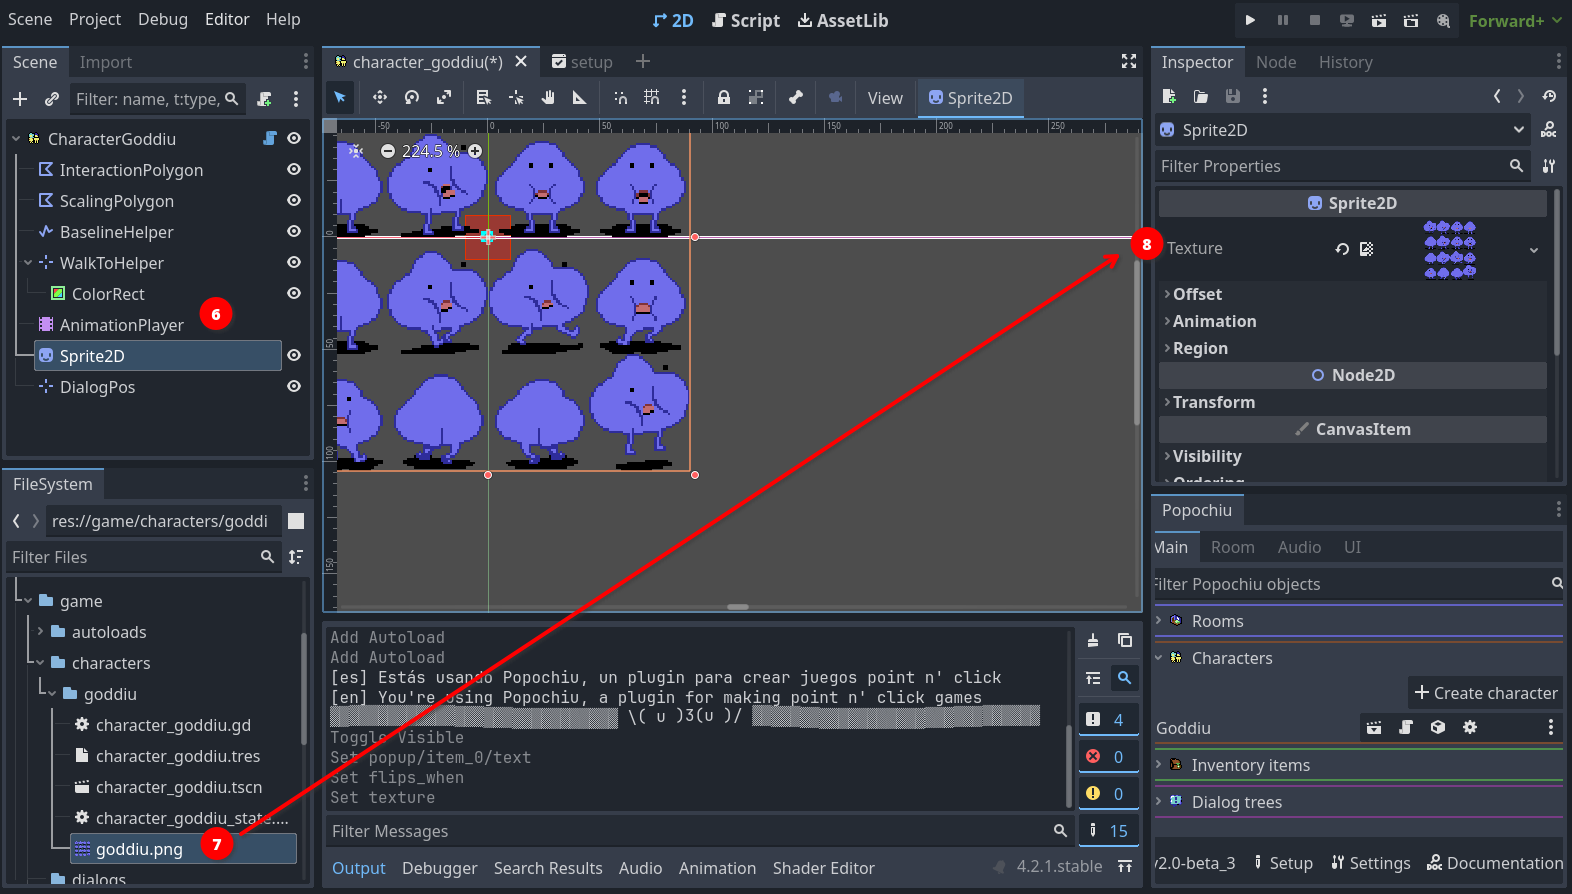 Scene Project Debug Editor Help
2D Script AssetLib
Forward+
Scene Import
Filter: name, t:type,
CharacterGoddiu
InteractionPolygon
ScalingPolygon
BaselineHelper
WalkToHelper
ColorRect
6
AnimationPlayer
Sprite2D
DialogPos
FileSystem
res://game/characters/goddi
Filter Files
game
autoloads
characters
goddiu
character_goddiu.gd
character_goddiu.tres
character_goddiu.tscn
character_goddiu_state....
goddiu.png
7
dialogs
character_goddiu(*) setup
View Sprite2D
-50 0 50 100 150 200 250
224.5 %
0
50
100
150
Add Autoload
Add Autoload
[es] Estás usando Popochiu, un plugin para crear juegos point n' click
[en] You're using Popochiu, a plugin for making point n' click games
\( u )3(u )/
Toggle Visible
Set popup/item_0/text
Set flips_when
Set texture
4
0
0
15
Filter Messages
Output Debugger Search Results Audio Animation Shader Editor
4.2.1.stable
Inspector Node History
Sprite2D
Filter Properties
Sprite2D
8
Texture
Offset
Animation
Region
Node2D
Transform
CanvasItem
Visibility
Ordering
Popochiu
Main Room Audio UI
Filter Popochiu objects
Rooms
Characters
Create character
Goddiu
Inventory items
Dialog trees
v2.0-beta_3 Setup Settings Documentation